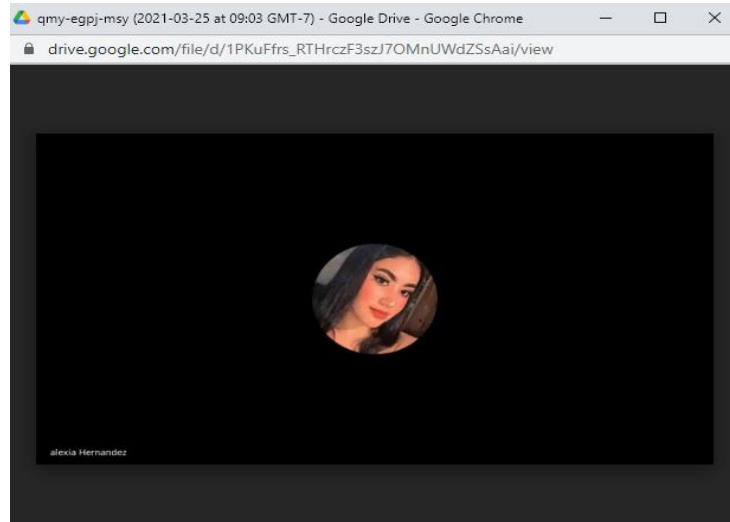 qmy-egpj-msy (2021-03-25 at 09:03 GMT-7) - Google Drive - Google Chrome
drive.google.com/file/d/1PKuFfrs_RTHrczF3szJ7OMnUWdZSsAai/view
alexia Hernandez